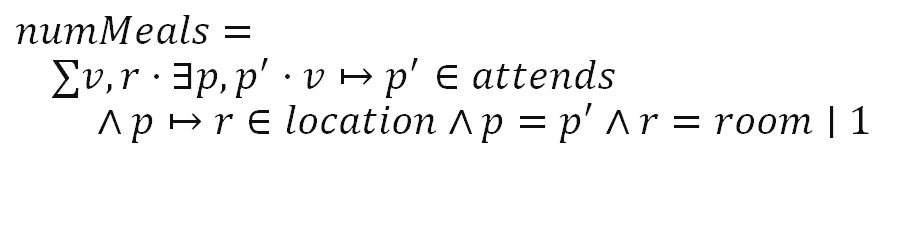 numMeals =
∑v, r · ∃p, p′ · v ↦ p′ ∈ attends
∧ p ↦ r ∈ location ∧ p = p′ ∧ r = room | 1